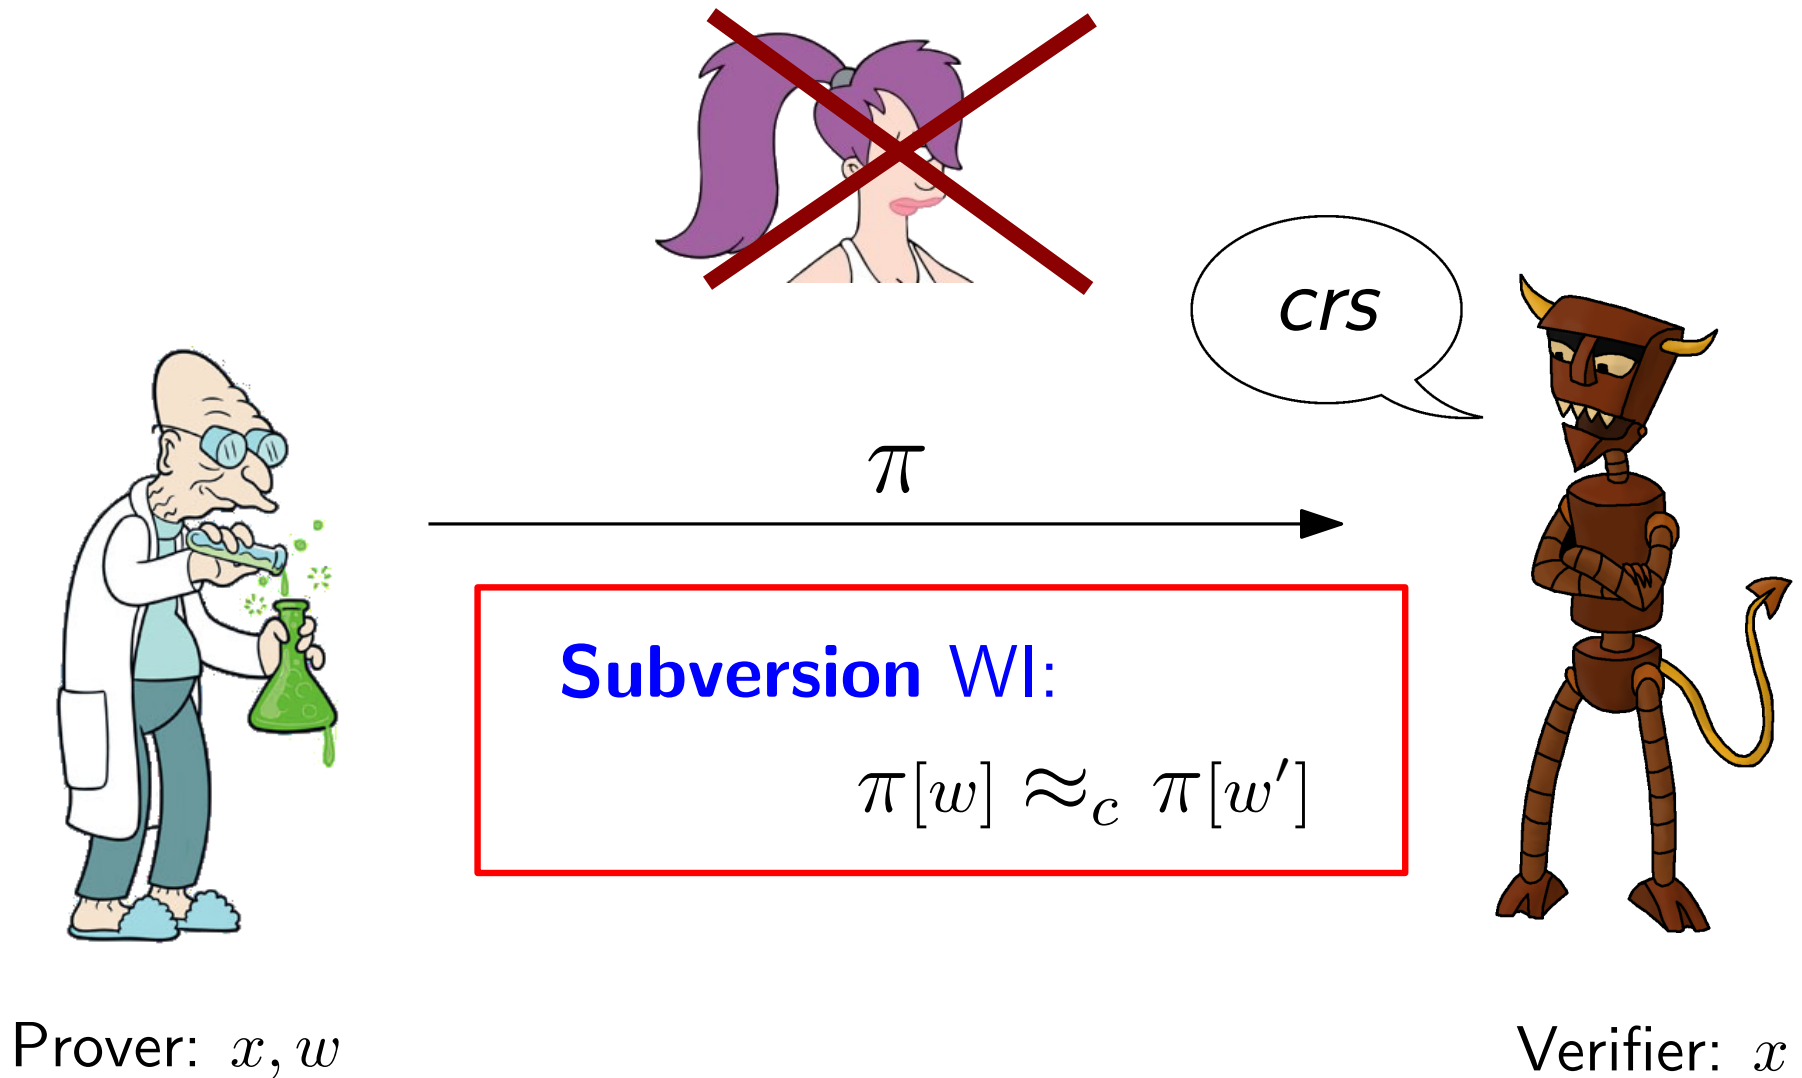 crs
π
Subversion WI:
π[w] ≈c π[w′]
Prover: x, w
Verifier: x